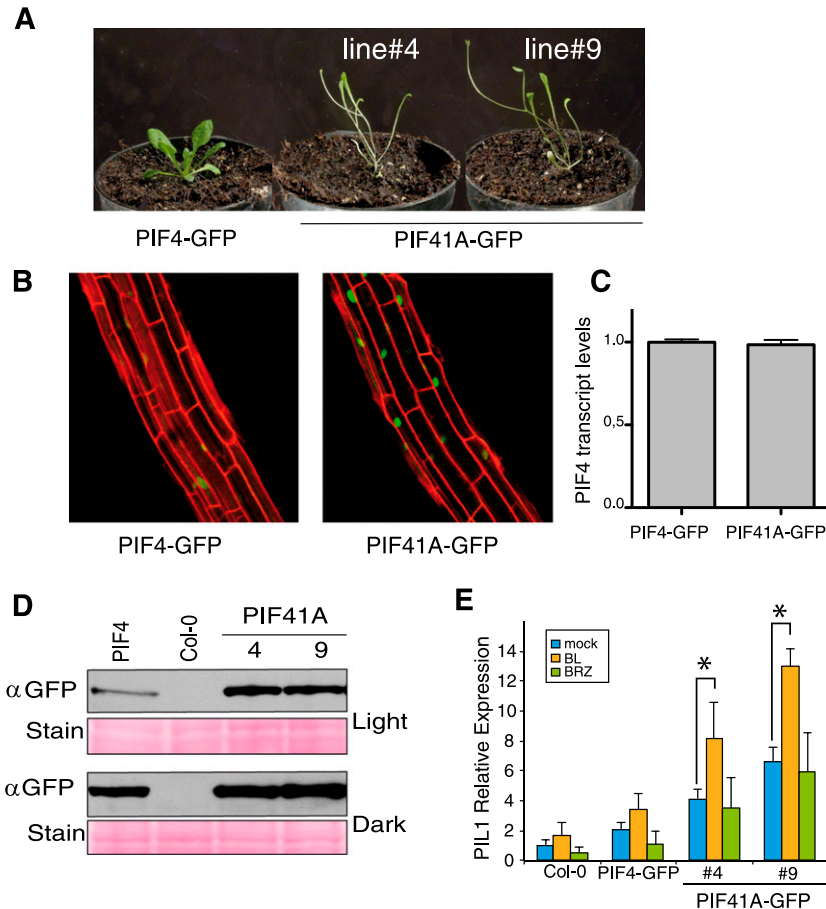 A
line#4
line#9
PIF4-GFP
PIF41A-GFP
B
PIF4-GFP
PIF41A-GFP
C
PIF4 transcript levels
1.0
0.5
0.0
PIF4-GFP
PIF41A-GFP
D
PIF4
Col-0
PIF41A
4
9
αGFP
Stain
Light
αGFP
Stain
Dark
E
PIL1 Relative Expression
14
12
10
8
6
4
2
0
mock
BL
BRZ
*
*
Col-0
PIF4-GFP
#4
#9
PIF41A-GFP